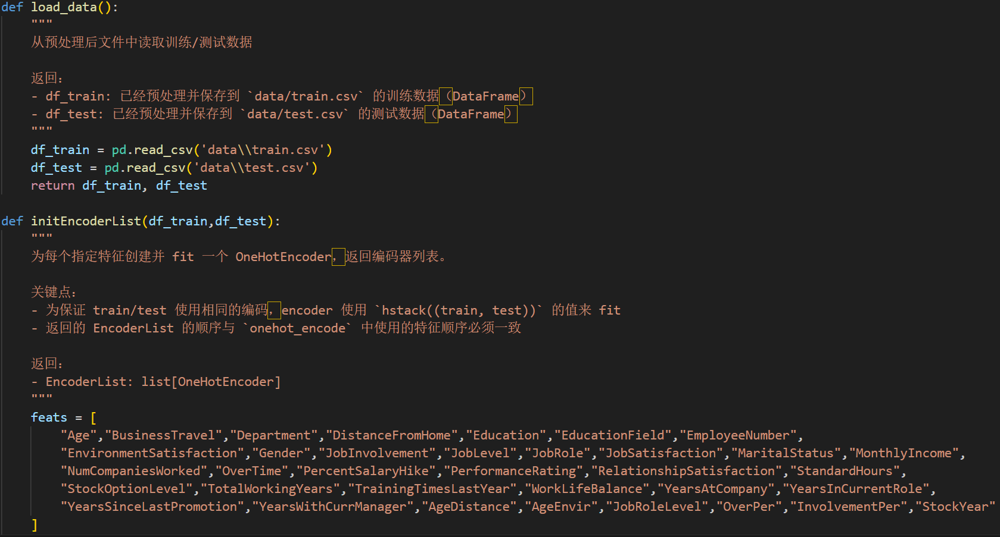 def load_data():
    """
    从预处理后文件中读取训练/测试数据

    返回：
    - df_train: 已经预处理并保存到 `data/train.csv` 的训练数据（DataFrame）
    - df_test: 已经预处理并保存到 `data/test.csv` 的测试数据（DataFrame）
    """
    df_train = pd.read_csv('data\\train.csv')
    df_test = pd.read_csv('data\\test.csv')
    return df_train, df_test

def initEncoderList(df_train,df_test):
    """
    为每个指定特征创建并 fit 一个 OneHotEncoder，返回编码器列表。

    关键点：
    - 为保证 train/test 使用相同的编码，encoder 使用 `hstack((train, test))` 的值来 fit
    - 返回的 EncoderList 的顺序与 `onehot_encode` 中使用的特征顺序必须一致

    返回：
    - EncoderList: list[OneHotEncoder]
    """
    feats = [
        "Age","BusinessTravel","Department","DistanceFromHome","Education","EducationField","EmployeeNumber",
        "EnvironmentSatisfaction","Gender","JobInvolvement","JobLevel","JobRole","JobSatisfaction","MaritalStatus","MonthlyIncome",
        "NumCompaniesWorked","OverTime","PercentSalaryHike","PerformanceRating","RelationshipSatisfaction","StandardHours",
        "StockOptionLevel","TotalWorkingYears","TrainingTimesLastYear","WorkLifeBalance","YearsAtCompany","YearsInCurrentRole",
        "YearsSinceLastPromotion","YearsWithCurrManager","AgeDistance","AgeEnvir","JobRoleLevel","OverPer","InvolvementPer","StockYear"
    ]